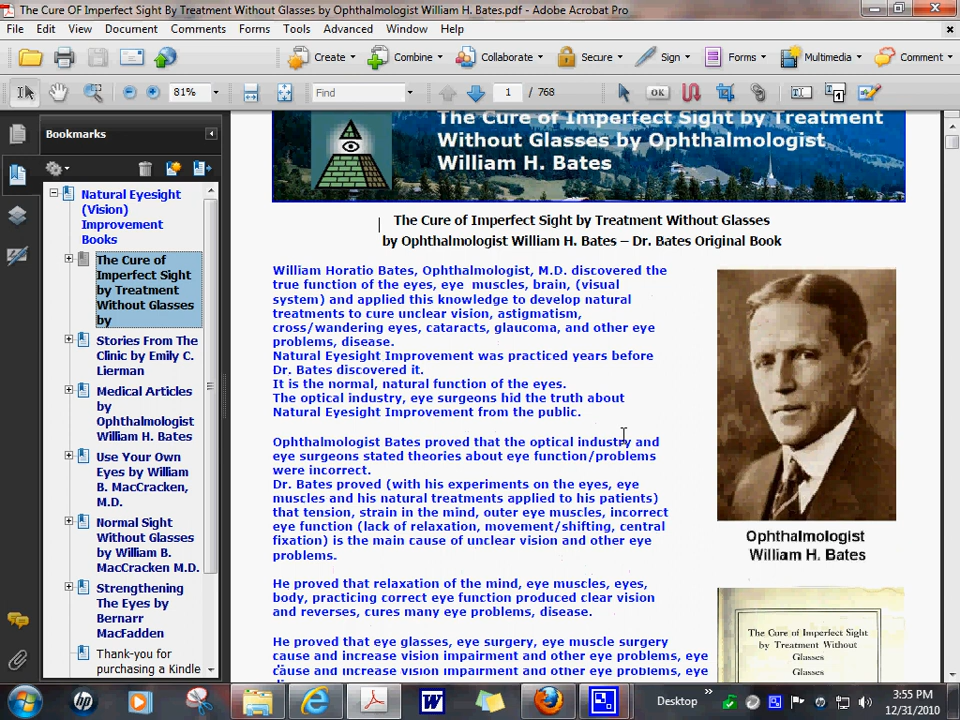 The Cure OF Imperfect Sight By Treatment Without Glasses by Ophthalmologist William H. Bates.pdf - Adobe Acrobat Pro
File Edit View Document Comments Forms Tools Advanced Window Help
Create Combine Collaborate Secure Sign Forms Multimedia Comment
81% Find 1 / 768 OK
Bookmarks
Natural Eyesight
(Vision)
Improvement
Books
The Cure of
Imperfect Sight
by Treatment
Without Glasses
by
Stories From The
Clinic by Emily C.
Lierman
Medical Articles
by
Ophthalmologist
William H. Bates
Use Your Own
Eyes by William
B. MacCracken,
M.D.
Normal Sight
Without Glasses
by William B.
MacCracken M.D.
Strengthening
The Eyes by
Bernarr
MacFadden
Thank-you for
purchasing a Kindle
The Cure of Imperfect Sight by Treatment
Without Glasses by Ophthalmologist
William H. Bates
The Cure of Imperfect Sight by Treatment Without Glasses
by Ophthalmologist William H. Bates – Dr. Bates Original Book
William Horatio Bates, Ophthalmologist, M.D. discovered the
true function of the eyes, eye muscles, brain, (visual
system) and applied this knowledge to develop natural
treatments to cure unclear vision, astigmatism,
cross/wandering eyes, cataracts, glaucoma, and other eye
problems, disease.
Natural Eyesight Improvement was practiced years before
Dr. Bates discovered it.
It is the normal, natural function of the eyes.
The optical industry, eye surgeons hid the truth about
Natural Eyesight Improvement from the public.
Ophthalmologist Bates proved that the optical industry and
eye surgeons stated theories about eye function/problems
were incorrect.
Dr. Bates proved (with his experiments on the eyes, eye
muscles and his natural treatments applied to his patients)
that tension, strain in the mind, outer eye muscles, incorrect
eye function (lack of relaxation, movement/shifting, central
fixation) is the main cause of unclear vision and other eye
problems.
He proved that relaxation of the mind, eye muscles, eyes,
body, practicing correct eye function produced clear vision
and reverses, cures many eye problems, disease.
He proved that eye glasses, eye surgery, eye muscle surgery
cause and increase vision impairment and other eye problems, eye
cause and increase vision impairment and other eye problems, eye
Ophthalmologist
William H. Bates
The Cure of Imperfect Sight
by Treatment Without
Glasses
Glasses
Desktop
3:55 PM
12/31/2010